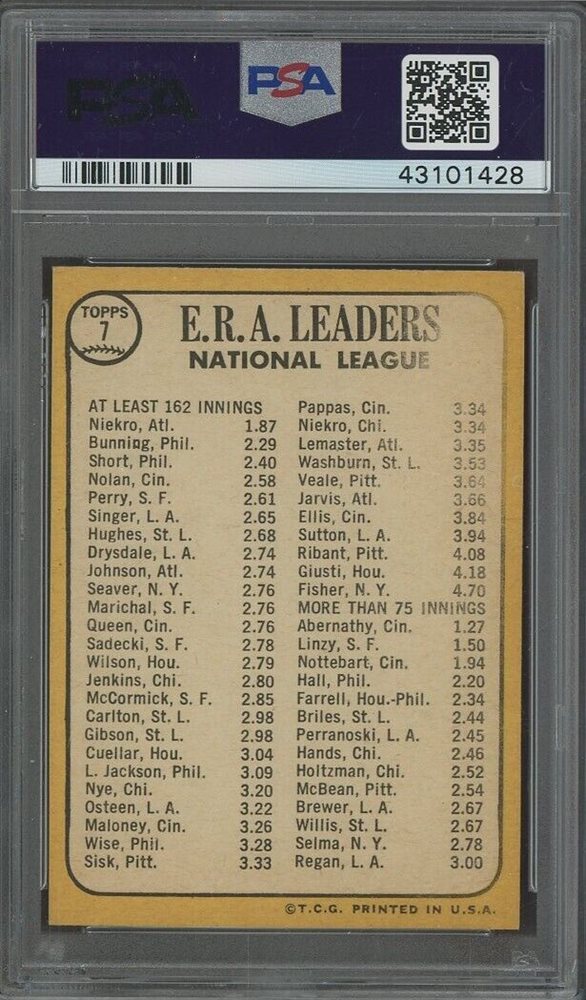 PSA
PSA
43101428
TOPPS
7
E.R.A. LEADERS
NATIONAL LEAGUE
AT LEAST 162 INNINGS
Niekro, Atl. 1.87
Bunning, Phil. 2.29
Short, Phil. 2.40
Nolan, Cin. 2.58
Perry, S. F. 2.61
Singer, L. A. 2.65
Hughes, St. L. 2.68
Drysdale, L. A. 2.74
Johnson, Atl. 2.74
Seaver, N. Y. 2.76
Marichal, S. F. 2.76
Queen, Cin. 2.76
Sadecki, S. F. 2.78
Wilson, Hou. 2.79
Jenkins, Chi. 2.80
McCormick, S. F. 2.85
Carlton, St. L. 2.98
Gibson, St. L. 2.98
Cuellar, Hou. 3.04
L. Jackson, Phil. 3.09
Nye, Chi. 3.20
Osteen, L. A. 3.22
Maloney, Cin. 3.26
Wise, Phil. 3.28
Sisk, Pitt. 3.33
Pappas, Cin. 3.34
Niekro, Chi. 3.34
Lemaster, Atl. 3.35
Washburn, St. L. 3.53
Veale, Pitt. 3.64
Jarvis, Atl. 3.66
Ellis, Cin. 3.84
Sutton, L. A. 3.94
Ribant, Pitt. 4.08
Giusti, Hou. 4.18
Fisher, N. Y. 4.70
MORE THAN 75 INNINGS
Abernathy, Cin. 1.27
Linzy, S. F. 1.50
Nottebart, Cin. 1.94
Hall, Phil. 2.20
Farrell, Hou.-Phil. 2.34
Briles, St. L. 2.44
Perranoski, L. A. 2.45
Hands, Chi. 2.46
Holtzman, Chi. 2.52
McBean, Pitt. 2.54
Brewer, L. A. 2.67
Willis, St. L. 2.67
Selma, N. Y. 2.78
Regan, L. A. 3.00
©T.C.G. PRINTED IN U.S.A.